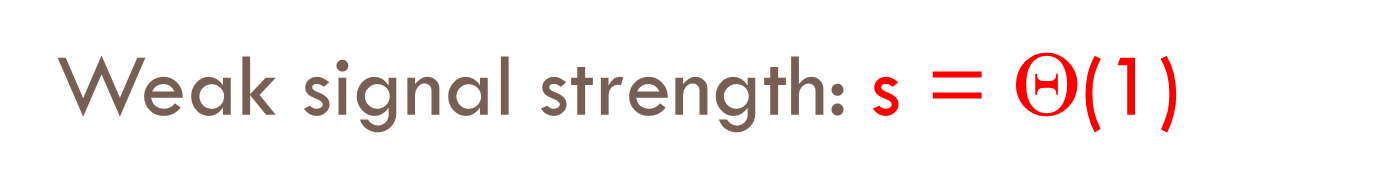 Weak signal strength: s = Θ(1)